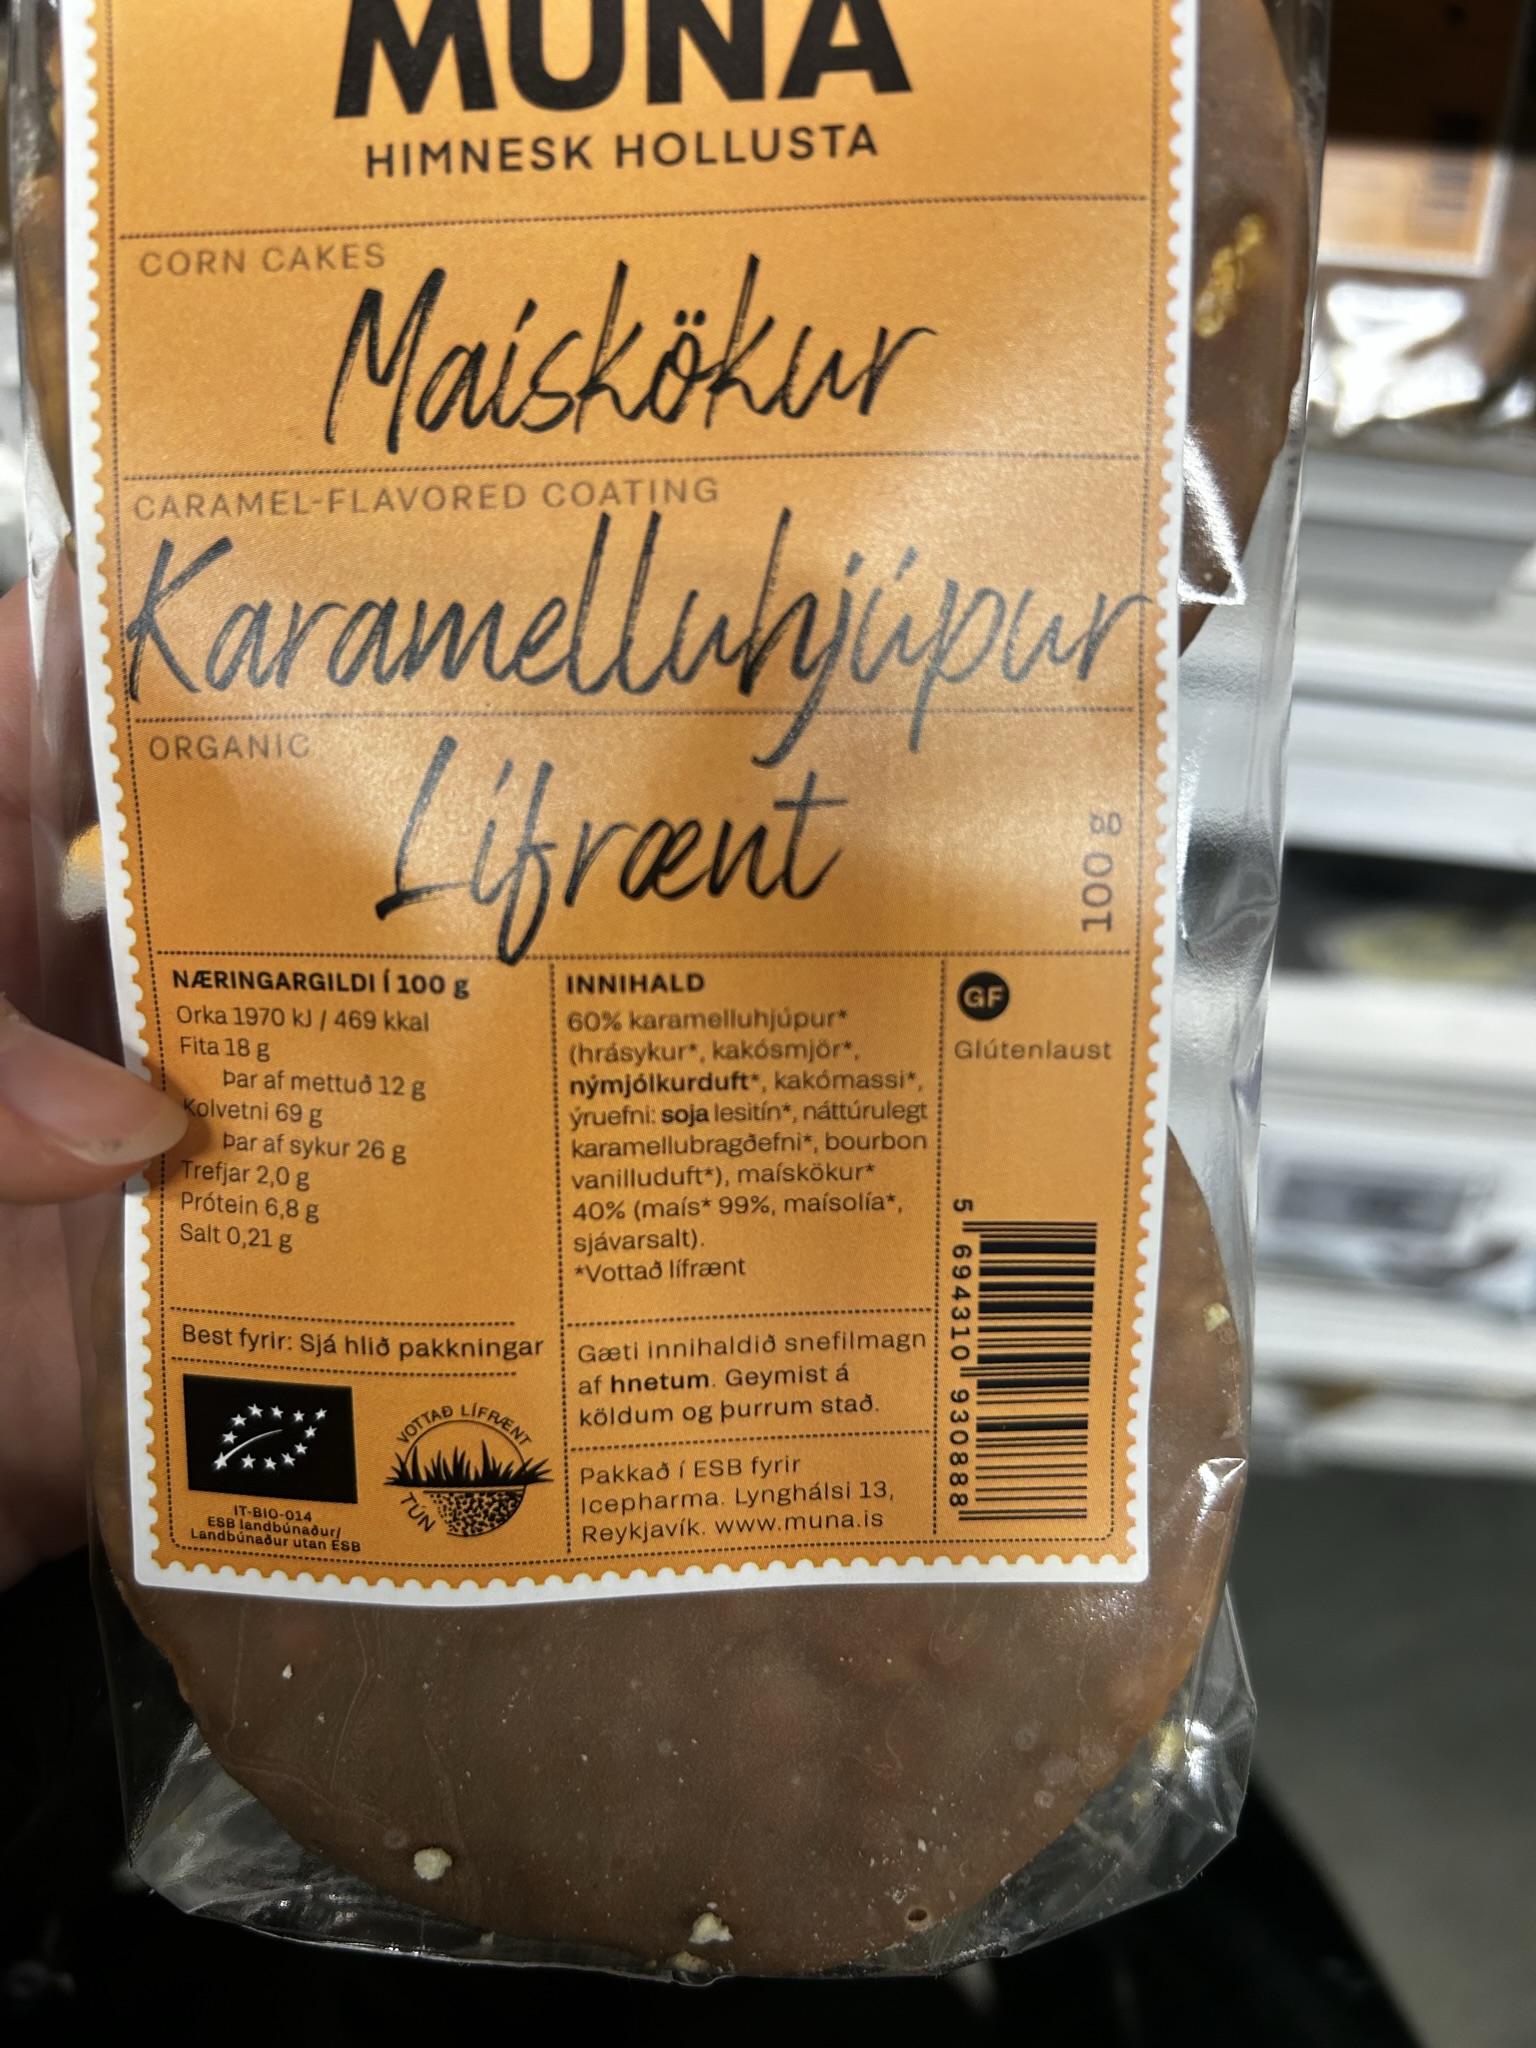 MUNA
HIMNESK HOLLUSTA
CORN CAKES
Maískökur
CARAMEL-FLAVORED COATING
Karamelluhjúpur
ORGANIC
Lífrænt
100 g
NÆRINGARGILDI Í 100 g
Orka 1970 kJ / 469 kkal
Fita 18 g
Þar af mettuð 12 g
Kolvetni 69 g
Þar af sykur 26 g
Trefjar 2,0 g
Prótein 6,8 g
Salt 0,21 g
Best fyrir: Sjá hlið pakkningar
IT-BIO-014
ESB landbúnaður/
Landbúnaður utan ESB
VOTTAÐ LÍFRÆNT
TÚN
INNIHALD
60% karamelluhjúpur*
(hrásykur*, kakósmjör*,
nýmjólkurduft*, kakómassi*,
ýruefni: soja lesitín*, náttúrulegt
karamellubragðefni*, bourbon
vanilluduft*), maískökur*
40% (maís* 99%, maísolía*,
sjávarsalt).
*Vottað lífrænt
Gæti innihaldið snefilmagn
af hnetum. Geymist á
köldum og þurrum stað.
Pakkað í ESB fyrir
Icepharma. Lynghálsi 13,
Reykjavík. www.muna.is
GF
Glútenlaust
5 694310 930888